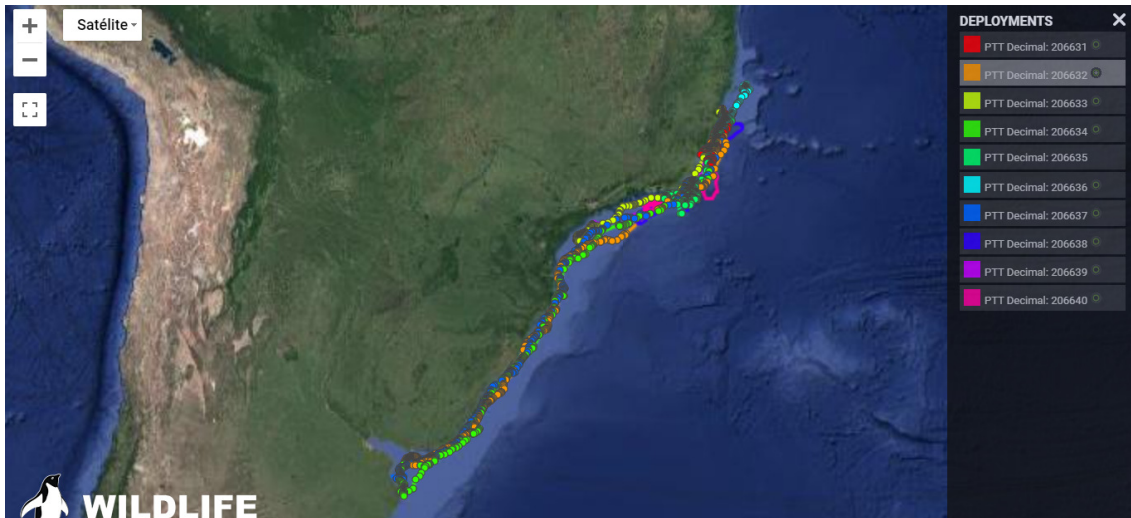 +
−
Satélite
DEPLOYMENTS
PTT Decimal: 206631
PTT Decimal: 206632
PTT Decimal: 206633
PTT Decimal: 206634
PTT Decimal: 206635
PTT Decimal: 206636
PTT Decimal: 206637
PTT Decimal: 206638
PTT Decimal: 206639
PTT Decimal: 206640
WILDLIFE